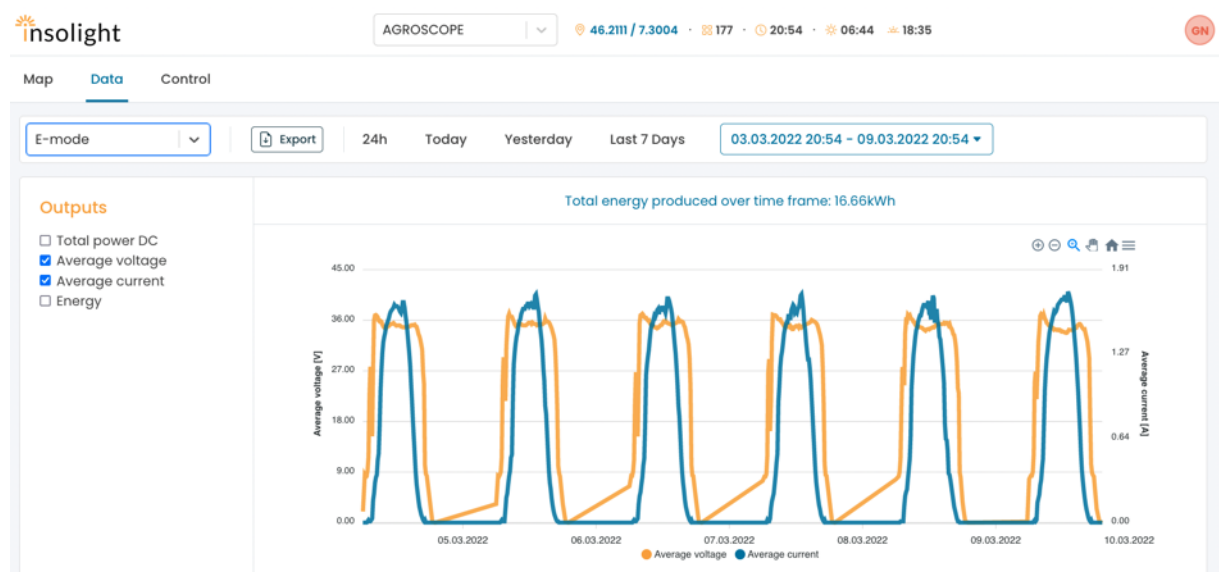 insolight
AGROSCOPE
46.2111 / 7.3004 · 177 · 20:54 · 06:44 18:35
GN
Map Data Control
E-mode
Export
24h Today Yesterday Last 7 Days
03.03.2022 20:54 - 09.03.2022 20:54
Outputs
Total power DC
Average voltage
Average current
Energy
Total energy produced over time frame: 16.66kWh
45.00
36.00
27.00
18.00
9.00
0.00
Average voltage [V]
1.91
1.27
0.64
0.00
Average current [A]
05.03.2022 06.03.2022 07.03.2022 08.03.2022 09.03.2022 10.03.2022
Average voltage Average current